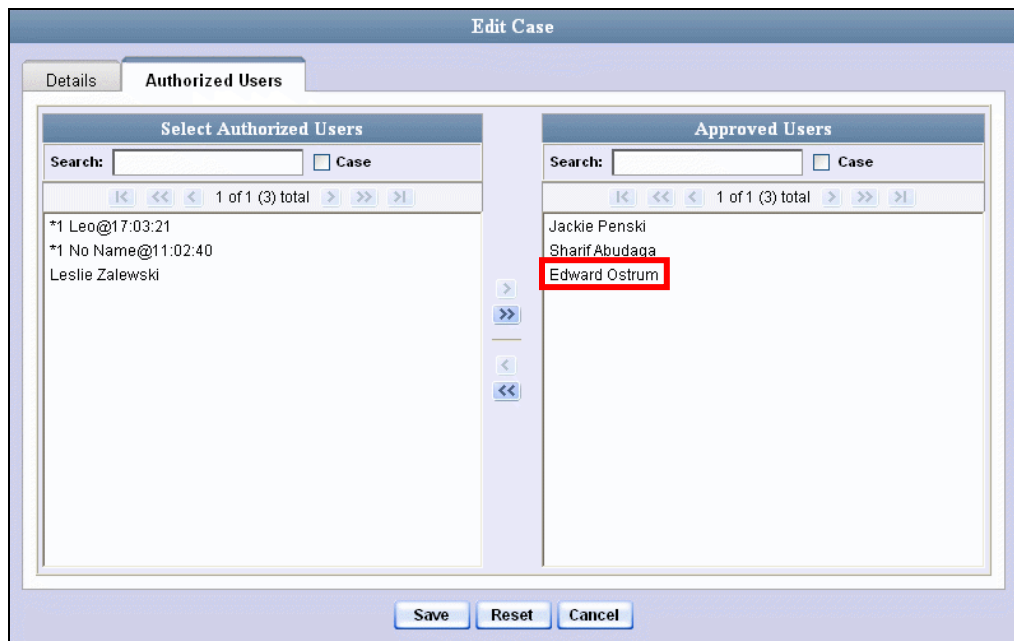 Edit Case
Details
Authorized Users
Select Authorized Users
Search:
Case
|< << < 1 of 1 (3) total > >> >|
*1 Leo@17:03:21
*1 No Name@11:02:40
Leslie Zalewski
>
>>
<
<<
Approved Users
Search:
Case
|< << < 1 of 1 (3) total > >> >|
Jackie Penski
Sharif Abudaga
Edward Ostrum
Save
Reset
Cancel